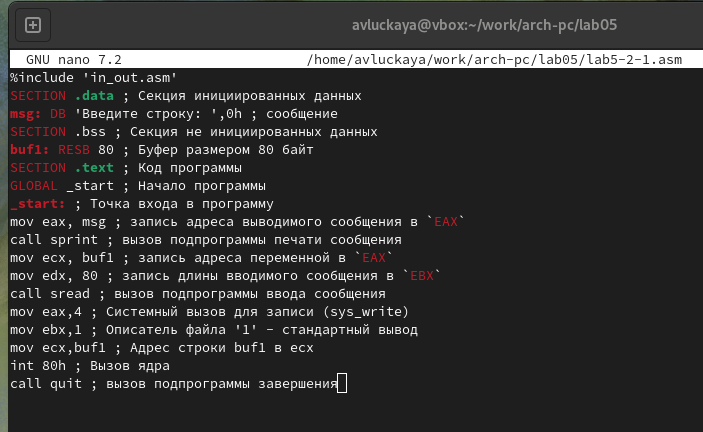 avluckaya@vbox:~/work/arch-pc/lab05
GNU nano 7.2 /home/avluckaya/work/arch-pc/lab05/lab5-2-1.asm
%include 'in_out.asm'
SECTION .data ; Секция инициированных данных
msg: DB 'Введите строку: ',0h ; сообщение
SECTION .bss ; Секция не инициированных данных
buf1: RESB 80 ; Буфер размером 80 байт
SECTION .text ; Код программы
GLOBAL _start ; Начало программы
_start: ; Точка входа в программу
mov eax, msg ; запись адреса выводимого сообщения в `EAX`
call sprint ; вызов подпрограммы печати сообщения
mov ecx, buf1 ; запись адреса переменной в `EAX`
mov edx, 80 ; запись длины вводимого сообщения в `EBX`
call sread ; вызов подпрограммы ввода сообщения
mov eax,4 ; Системный вызов для записи (sys_write)
mov ebx,1 ; Описатель файла '1' - стандартный вывод
mov ecx,buf1 ; Адрес строки buf1 в ecx
int 80h ; Вызов ядра
call quit ; вызов подпрограммы завершения